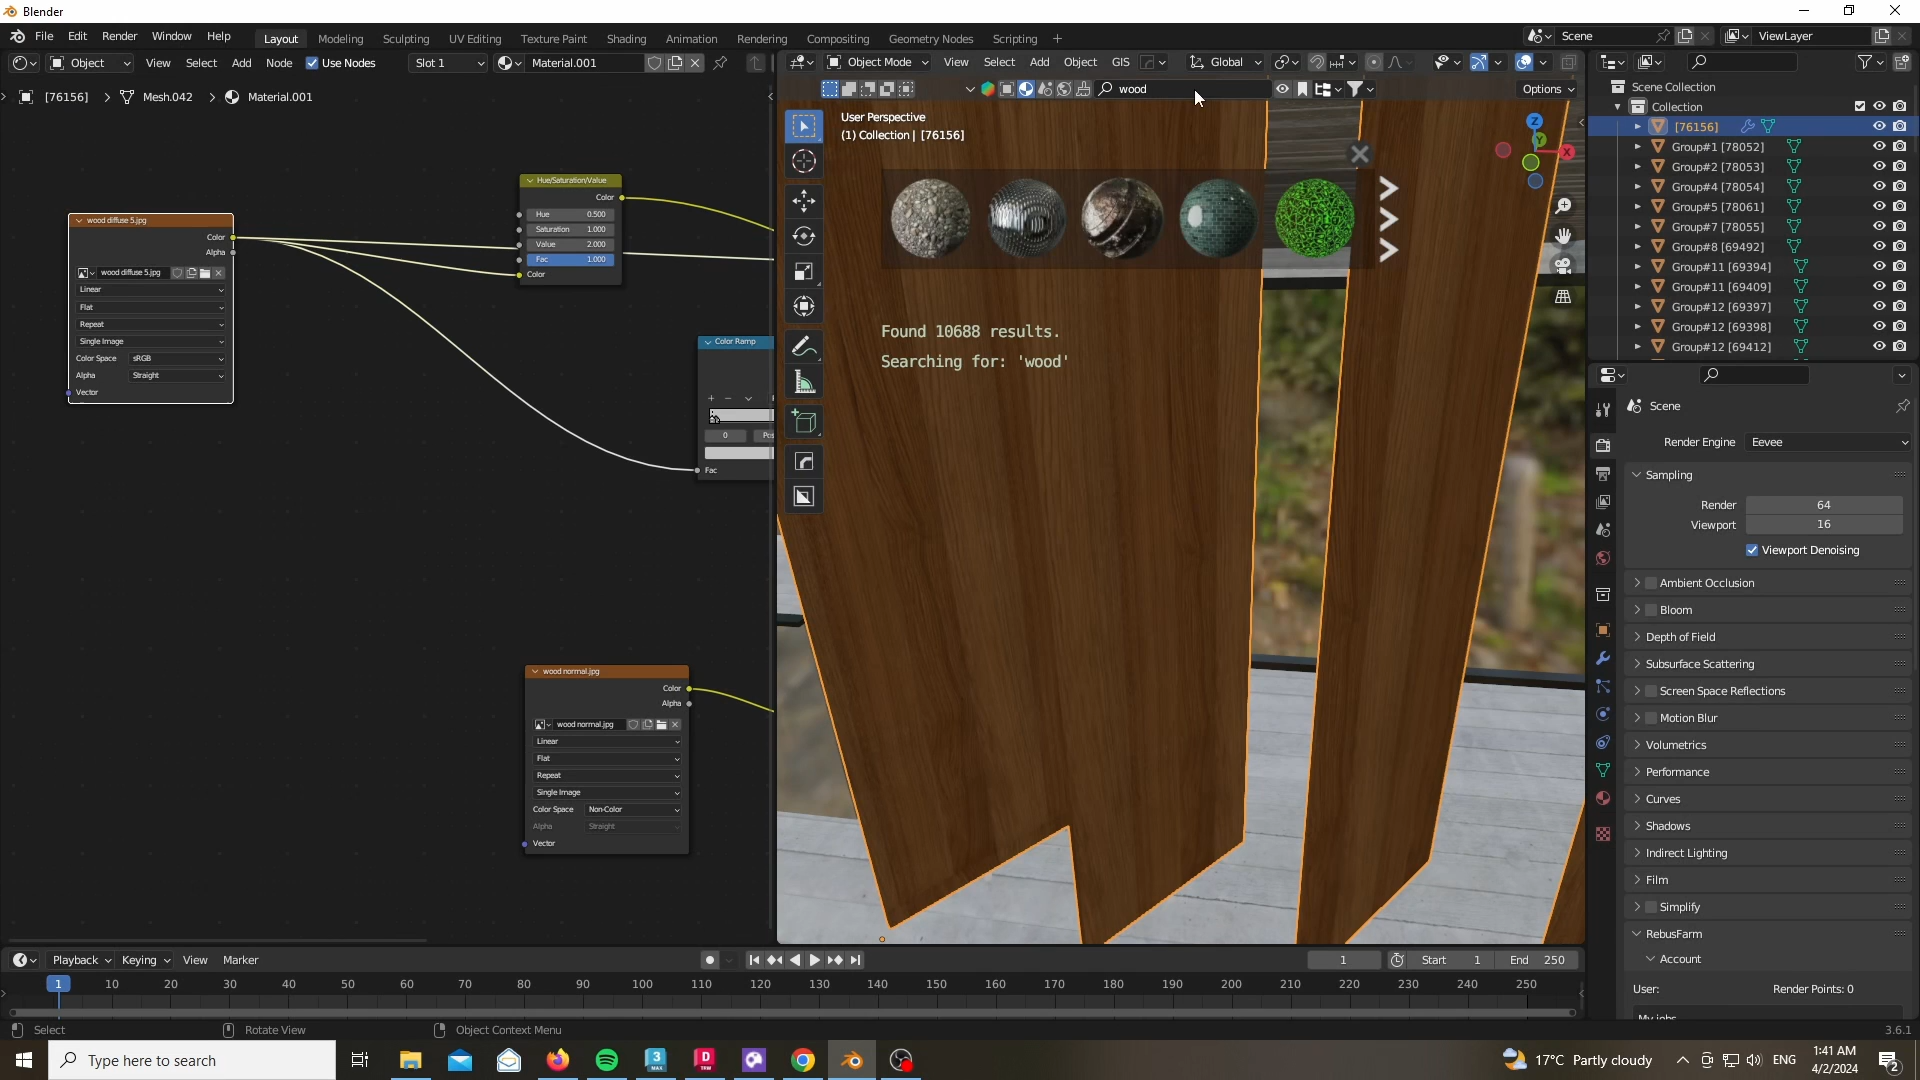 Blender
File Edit Render Window Help
Layout Modeling Sculpting UV Editing Texture Paint Shading Animation Rendering Compositing Geometry Nodes Scripting +
Scene ViewLayer
Object View Select Add Node Use Nodes Slot 1 Material.001
[76156] > Mesh.042 > Material.001
Object Mode View Select Add Object GIS Global
wood
Options
User Perspective
(1) Collection | [76156]
Z
Y
X
Found 10688 results.
Searching for: 'wood'
wood diffuse 5.jpg
Color
Alpha
wood diffuse 5.jpg
Linear
Flat
Repeat
Single Image
Color Space sRGB
Alpha Straight
Vector
Hue/Saturation/Value
Color
Hue 0.500
Saturation 1.000
Value 2.000
Fac 1.000
Color
Color Ramp
0 Pos
Fac
wood normal.jpg
Color
Alpha
wood normal.jpg
Linear
Flat
Repeat
Single Image
Color Space Non-Color
Alpha Straight
Vector
Scene Collection
Collection
[76156]
Group#1 [78052]
Group#2 [78053]
Group#4 [78054]
Group#5 [78061]
Group#7 [78055]
Group#8 [69492]
Group#11 [69394]
Group#11 [69409]
Group#12 [69397]
Group#12 [69398]
Group#12 [69412]
Scene
Render Engine Eevee
Sampling
Render 64
Viewport 16
Viewport Denoising
Ambient Occlusion
Bloom
Depth of Field
Subsurface Scattering
Screen Space Reflections
Motion Blur
Volumetrics
Performance
Curves
Shadows
Indirect Lighting
Film
Simplify
RebusFarm
Account
User: Render Points: 0
My jobs
Playback Keying View Marker
1 Start 1 End 250
1 10 20 30 40 50 60 70 80 90 100 110 120 130 140 150 160 170 180 190 200 210 220 230 240 250
Select Rotate View Object Context Menu
3.6.1
Type here to search
17°C Partly cloudy ENG
1:41 AM
4/2/2024
2